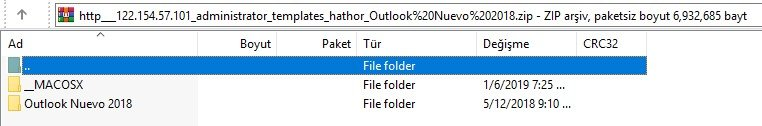 http___122.154.57.101_administrator_templates_hathor_Outlook%20Nuevo%202018.zip - ZIP arşiv, paketsiz boyut 6,932,685 bayt
Ad Boyut Paket Tür Değişme CRC32
.. File folder
__MACOSX File folder 1/6/2019 7:25 ...
Outlook Nuevo 2018 File folder 5/12/2018 9:10 ...